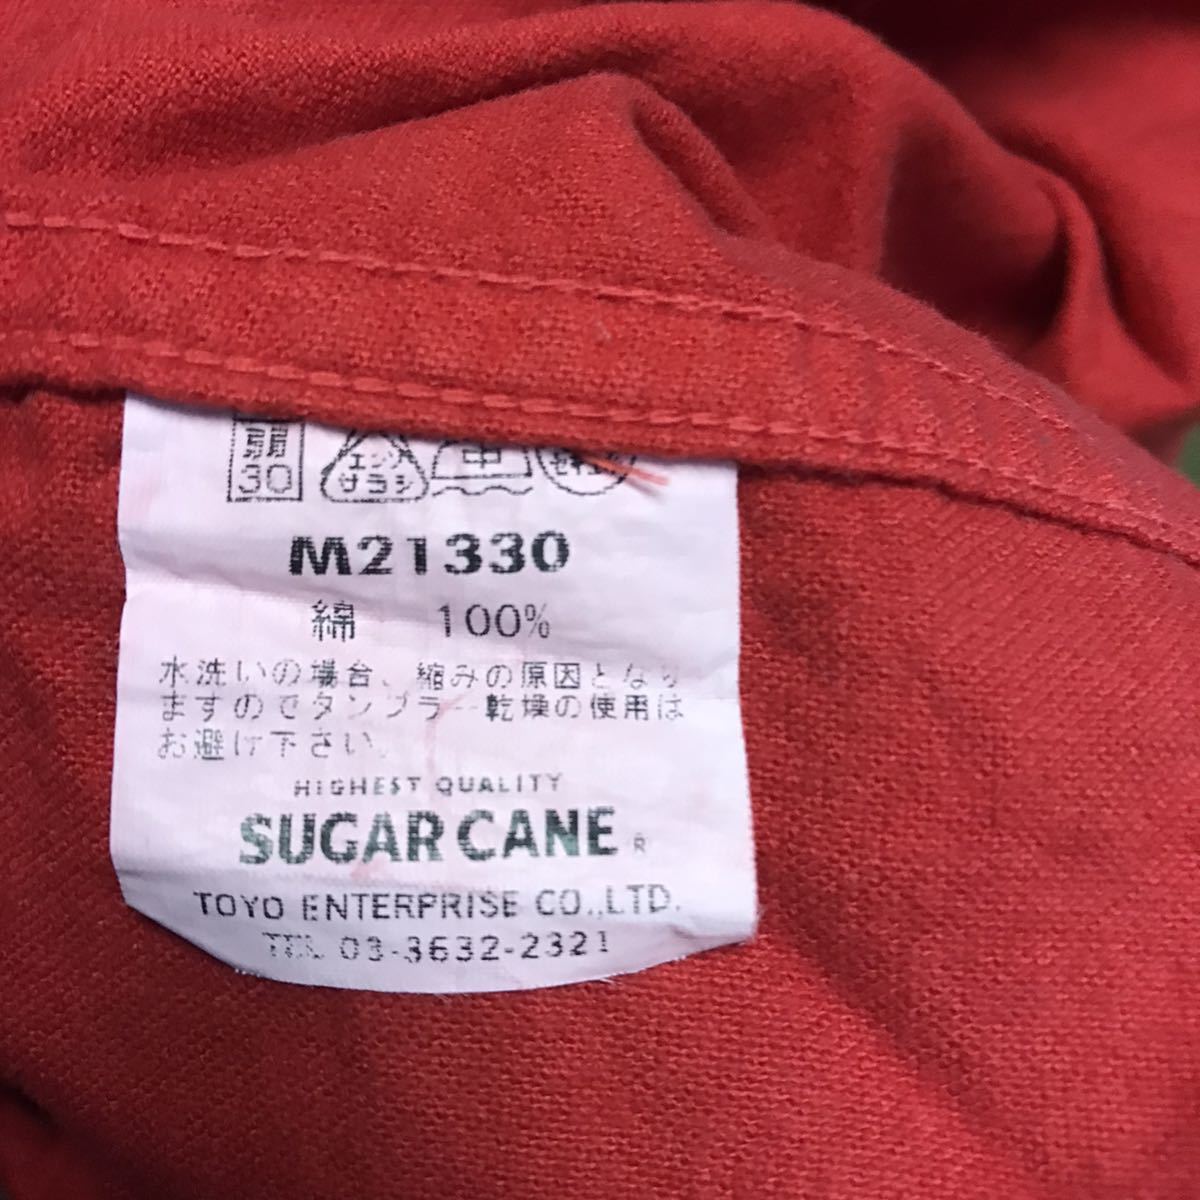 弱 エンソ 中
30 サラシ
M21330
綿 100%
水洗いの場合、縮みの原因となり
ますのでタンブラー乾燥の使用は
お避け下さい。
HIGHEST QUALITY
SUGAR CANE ®
TOYO ENTERPRISE CO.,LTD.
TEL 03-3632-2321